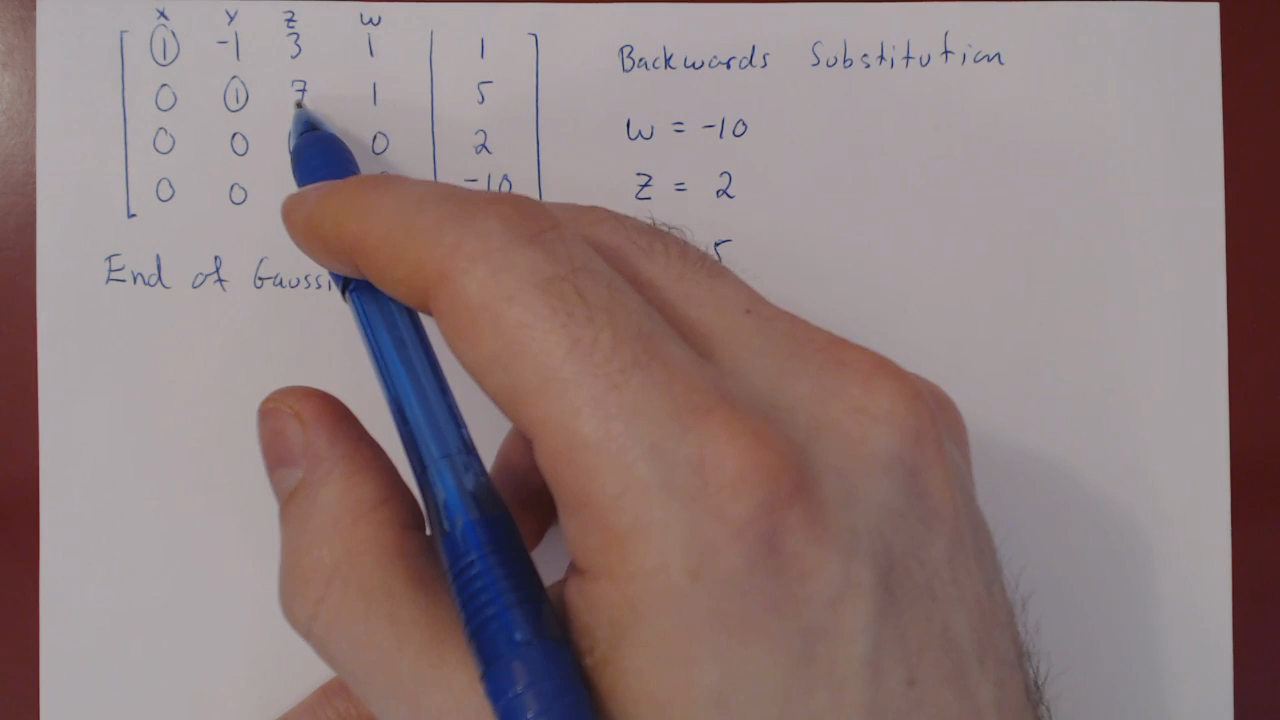 x y z w
1 -1 3 1 1 Backwards Substitution
0 1 7 1 5
w = -10
0 0 0 2
z = 2
0 0 -10
5
End of